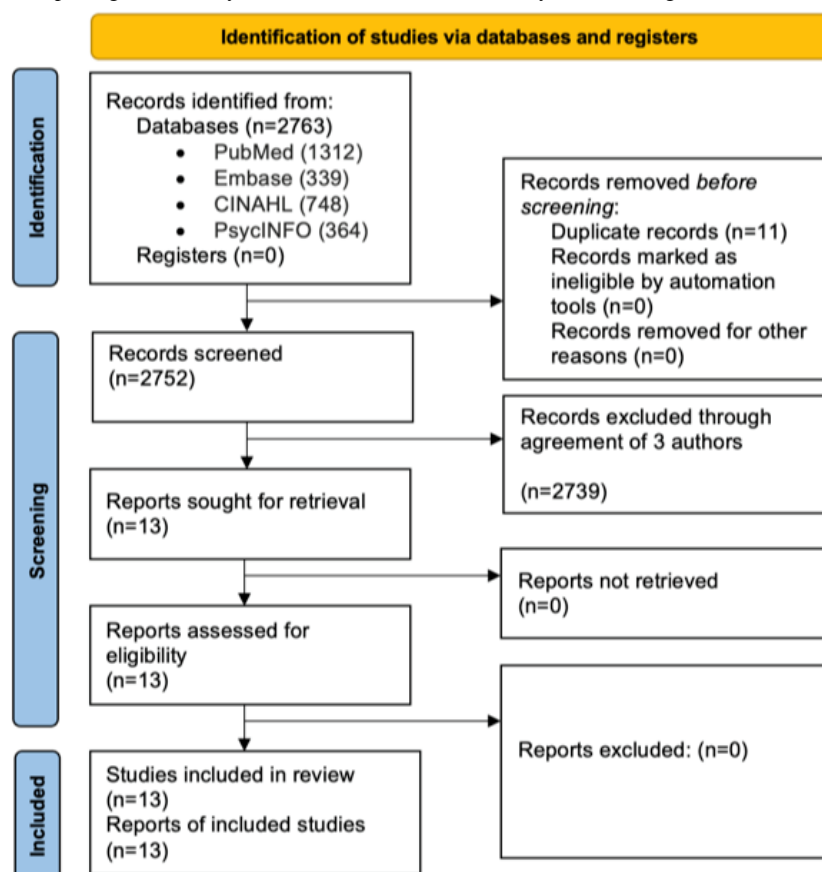 Identification of studies via databases and registers
Identification
Records identified from:
Databases (n=2763)
• PubMed (1312)
• Embase (339)
• CINAHL (748)
• PsycINFO (364)
Registers (n=0)
Records removed before
screening:
Duplicate records (n=11)
Records marked as
ineligible by automation
tools (n=0)
Records removed for other
reasons (n=0)
Screening
Records screened
(n=2752)
Records excluded through
agreement of 3 authors
(n=2739)
Reports sought for retrieval
(n=13)
Reports not retrieved
(n=0)
Reports assessed for
eligibility
(n=13)
Reports excluded: (n=0)
Included
Studies included in review
(n=13)
Reports of included studies
(n=13)